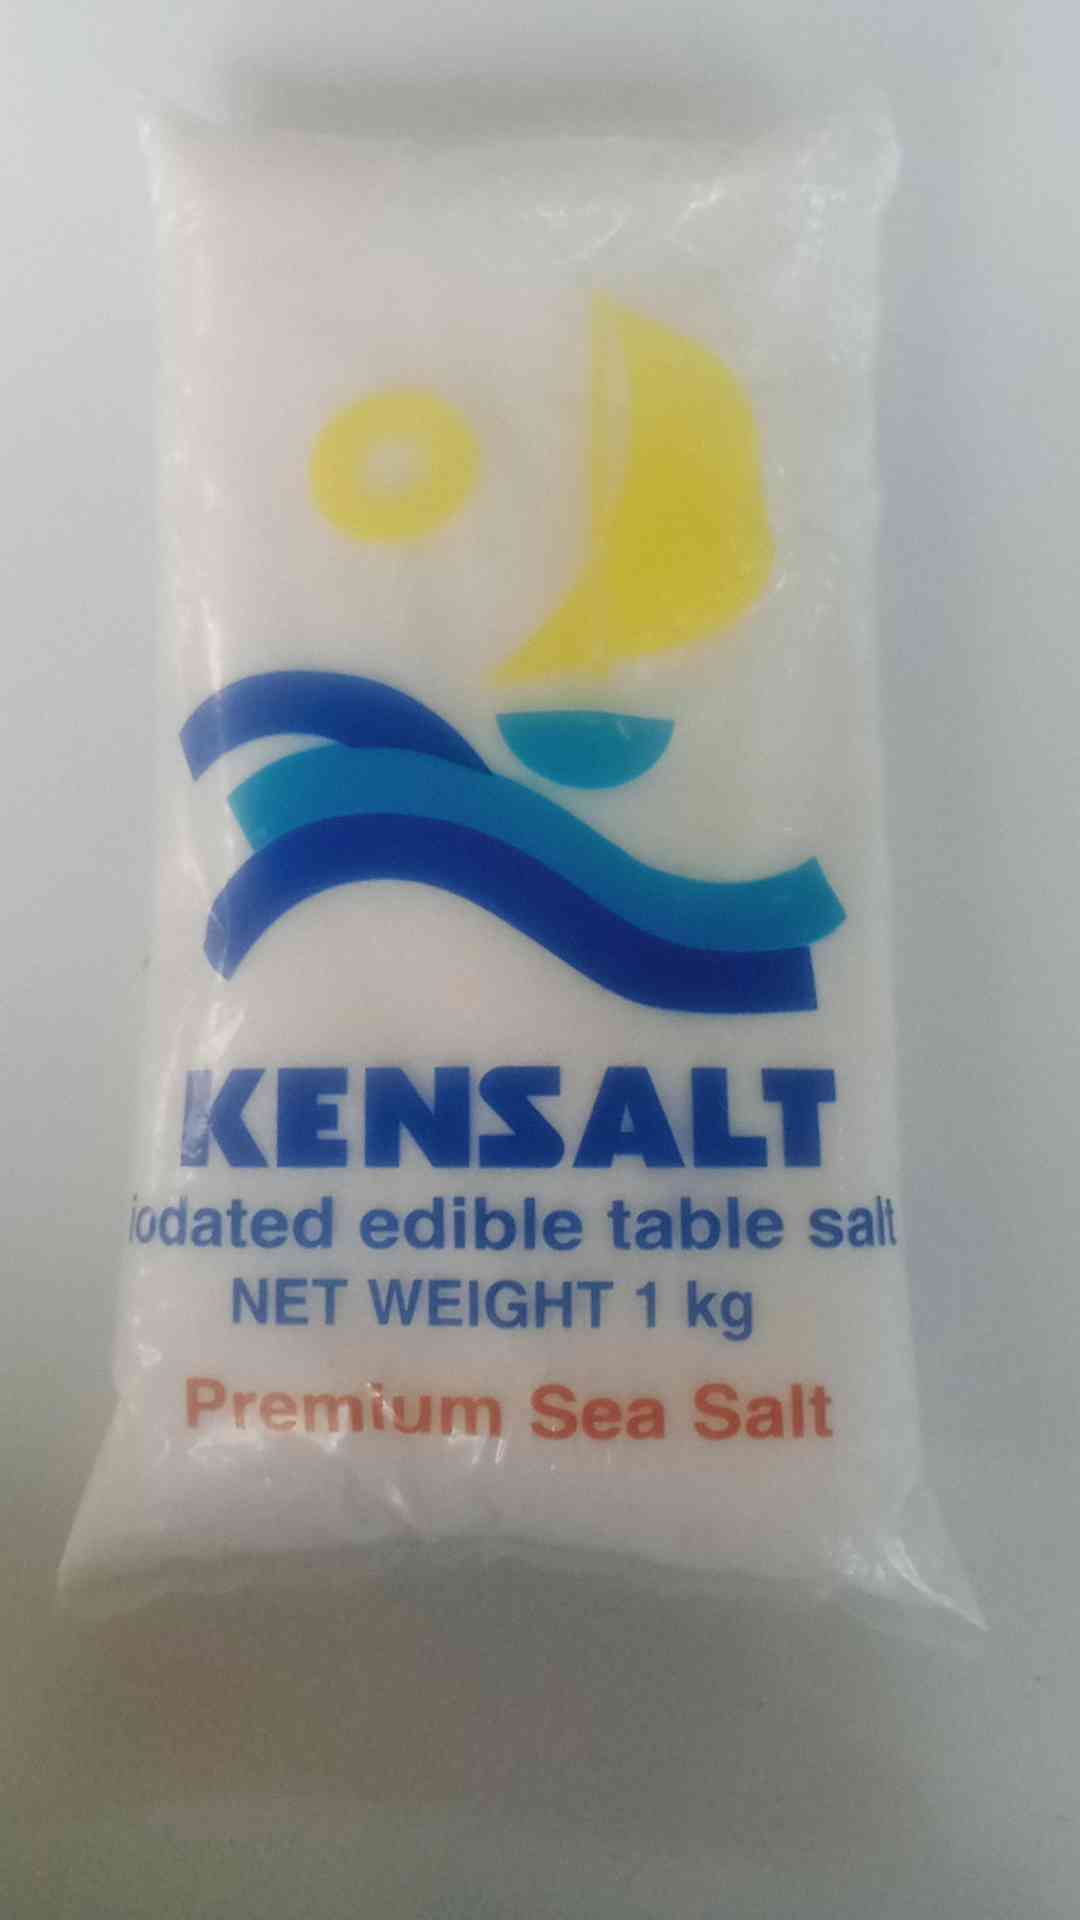 KENSALT
iodated edible table salt
NET WEIGHT 1 kg
Premium Sea Salt